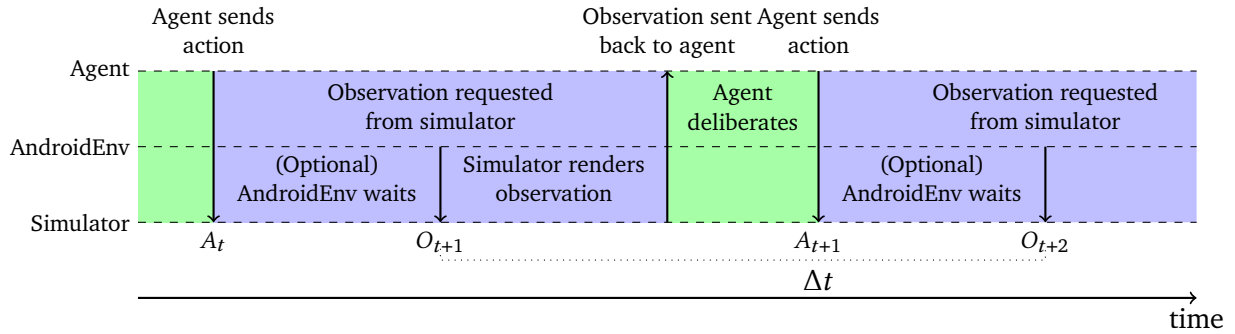 Agent sends
action
Observation sent
back to agent
Agent sends
action
Agent
Observation requested
from simulator
Agent
deliberates
Observation requested
from simulator
AndroidEnv
(Optional)
AndroidEnv waits
Simulator renders
observation
(Optional)
AndroidEnv waits
Simulator
A_t
O_{t+1}
A_{t+1}
O_{t+2}
Δt
time